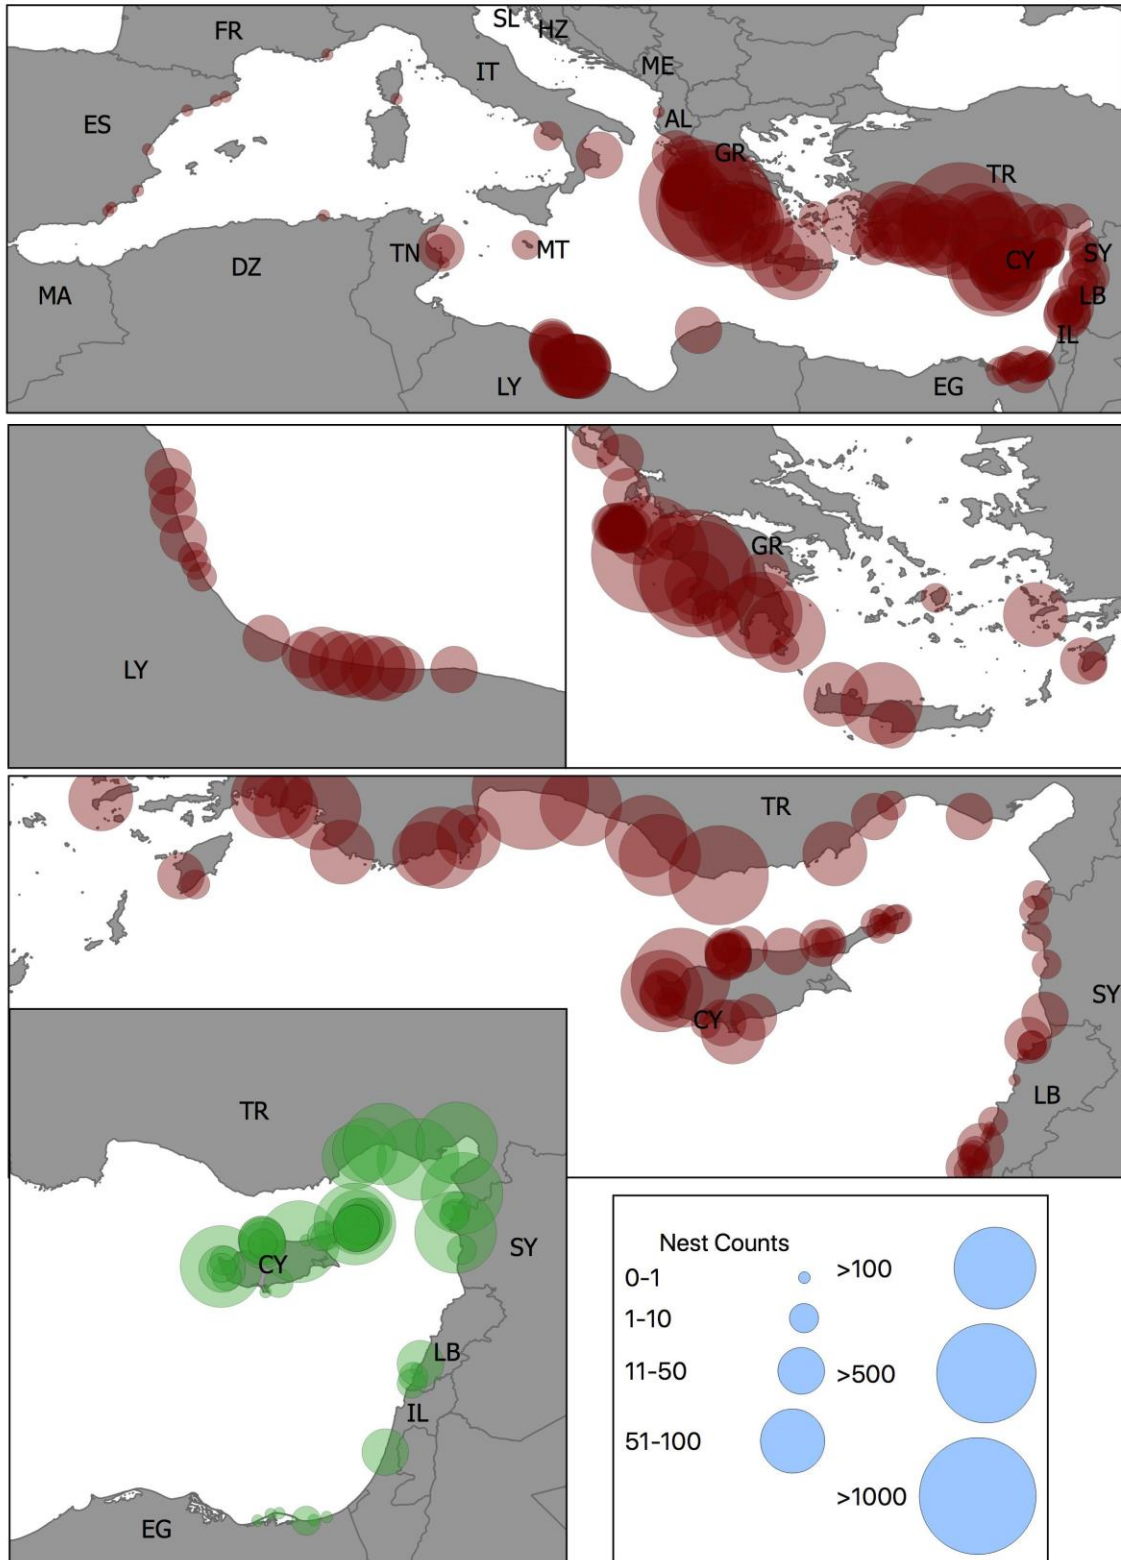 SL
HZ
FR
IT
ME
ES
AL
GR
TR
TN
MT
CY
SY
DZ
MA
LB
IL
LY
EG
GR
LY
TR
CY
SY
LB
TR
CY
SY
LB
IL
EG
Nest Counts
0-1
>100
1-10
11-50
>500
51-100
>1000